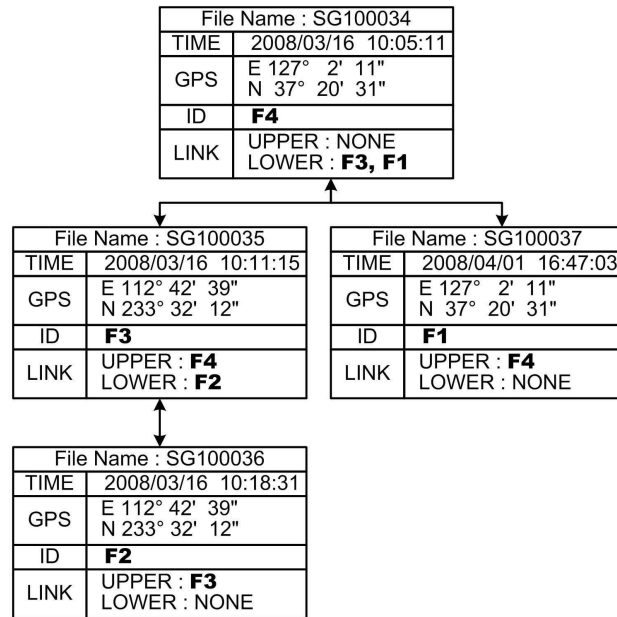 File Name : SG100034
TIME 2008/03/16 10:05:11
GPS E 127° 2' 11"
N 37° 20' 31"
ID F4
LINK UPPER : NONE
LOWER : F3, F1
File Name : SG100035
TIME 2008/03/16 10:11:15
GPS E 112° 42' 39"
N 233° 32' 12"
ID F3
LINK UPPER : F4
LOWER : F2
File Name : SG100037
TIME 2008/04/01 16:47:03
GPS E 127° 2' 11"
N 37° 20' 31"
ID F1
LINK UPPER : F4
LOWER : NONE
File Name : SG100036
TIME 2008/03/16 10:18:31
GPS E 112° 42' 39"
N 233° 32' 12"
ID F2
LINK UPPER : F3
LOWER : NONE